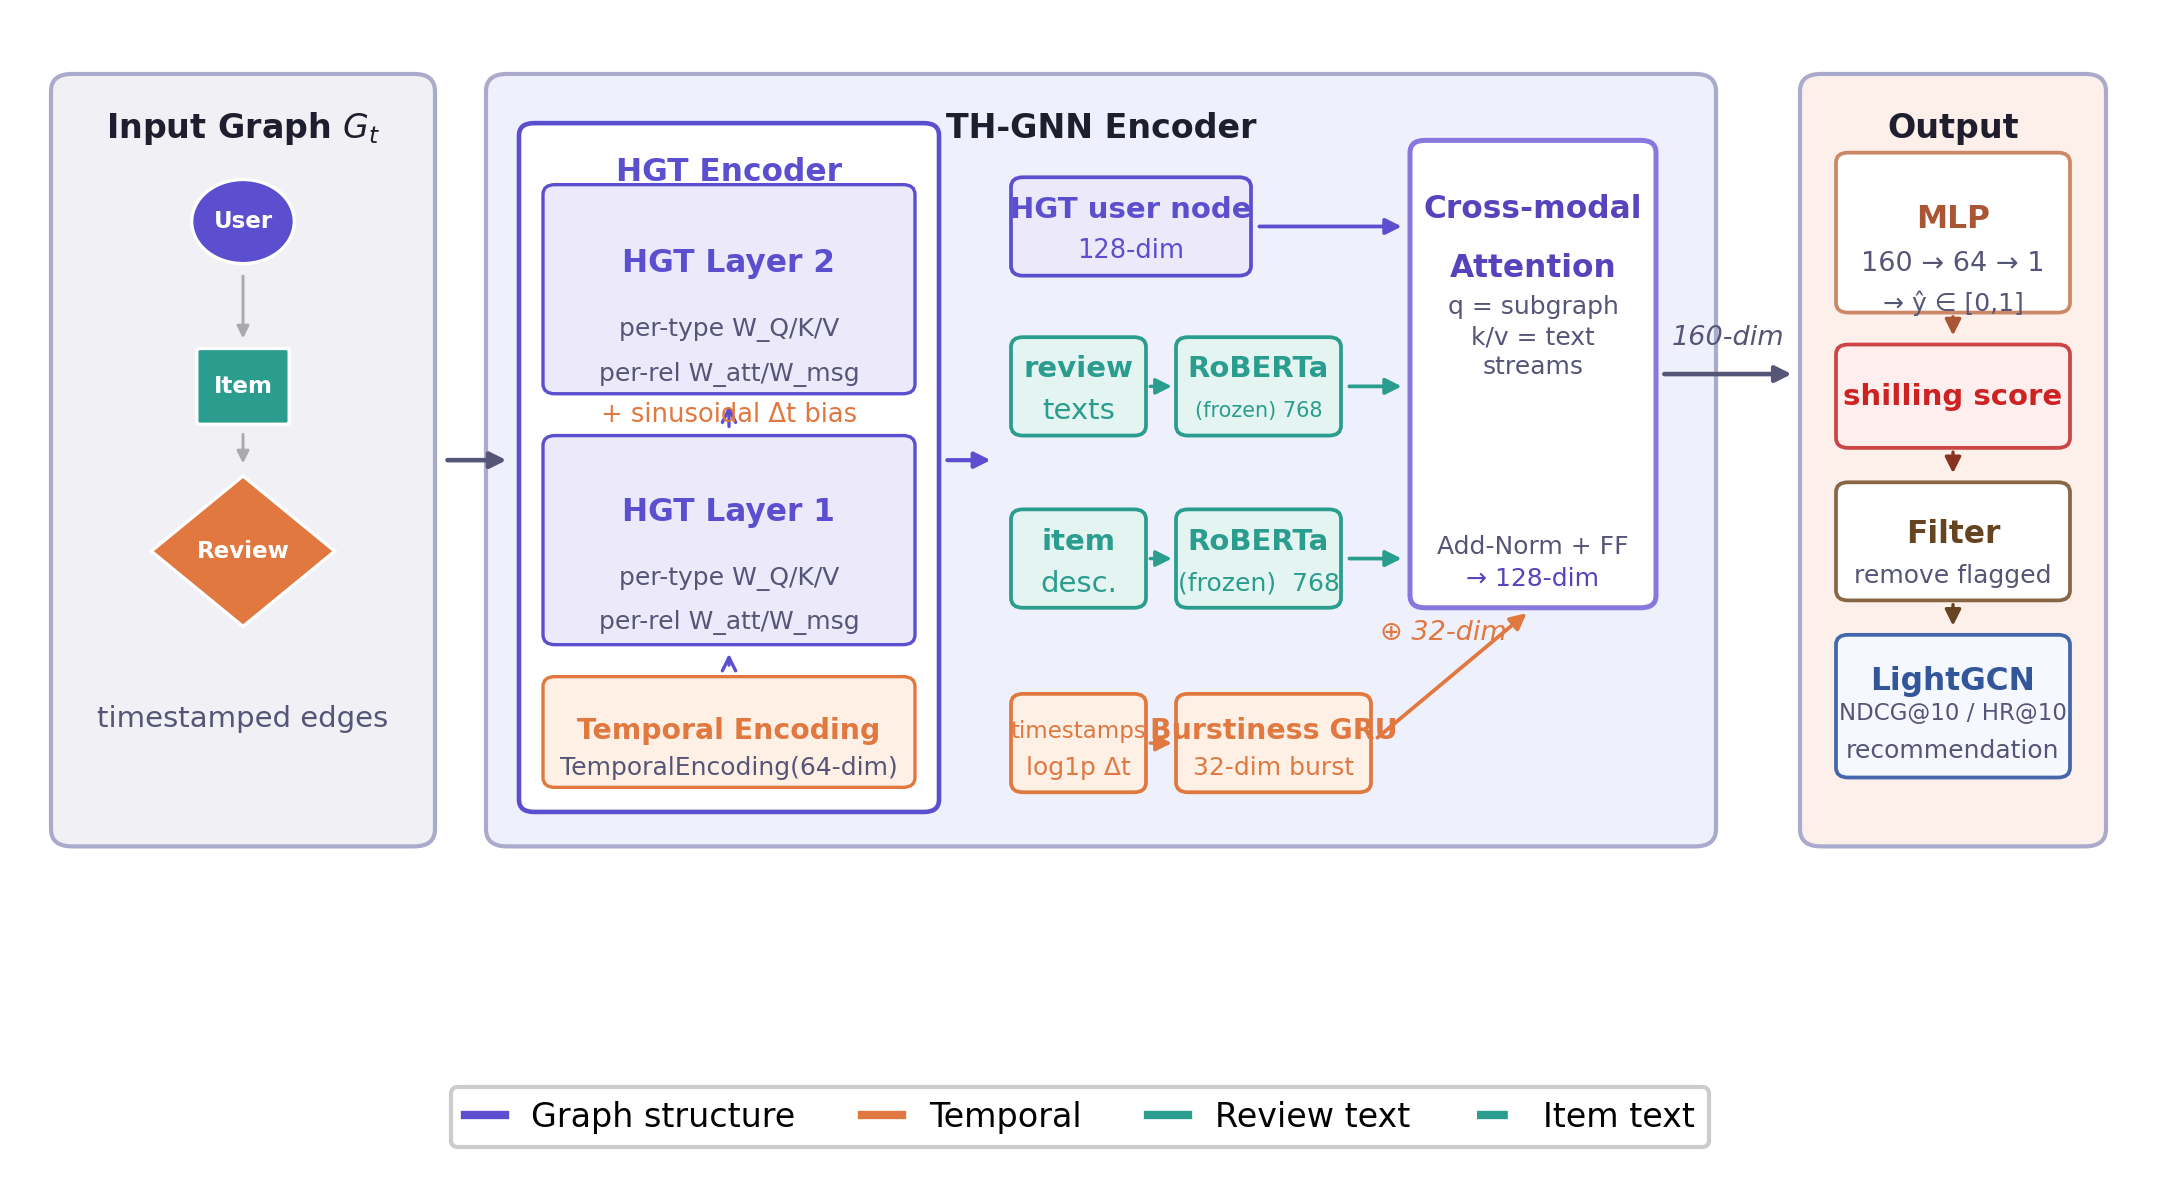 Input Graph G_t
User
Item
Review
timestamped edges
TH-GNN Encoder
HGT Encoder
HGT Layer 2
per-type W_Q/K/V
per-rel W_att/W_msg
+ sinusoidal Δt bias
HGT Layer 1
per-type W_Q/K/V
per-rel W_att/W_msg
Temporal Encoding
TemporalEncoding(64-dim)
HGT user node
128-dim
review
texts
RoBERTa
(frozen) 768
item
desc.
RoBERTa
(frozen) 768
timestamps
log1p Δt
Burstiness GRU
32-dim burst
Cross-modal
Attention
q = subgraph
k/v = text
streams
Add-Norm + FF
→ 128-dim
⊕ 32-dim
160-dim
Output
MLP
160 → 64 → 1
→ ŷ ∈ [0,1]
shilling score
Filter
remove flagged
LightGCN
NDCG@10 / HR@10
recommendation
Graph structure
Temporal
Review text
Item text